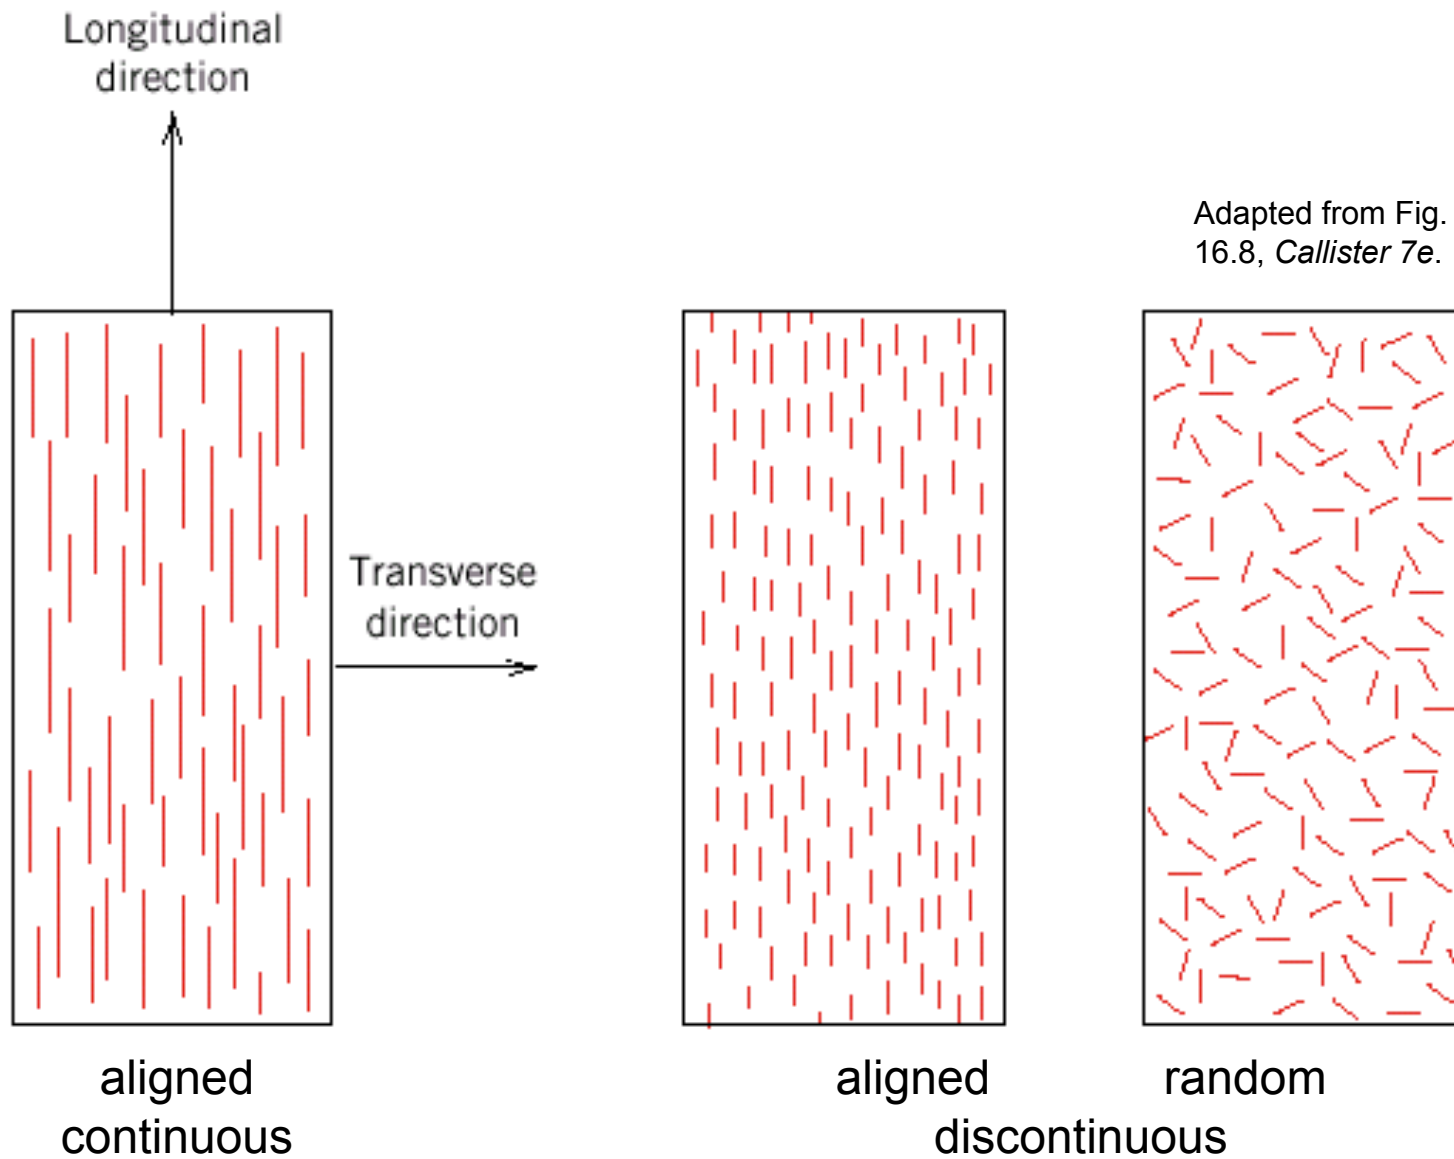 Longitudinal
direction
Adapted from Fig.
16.8, Callister 7e.
Transverse
direction
aligned
continuous
aligned
random
discontinuous